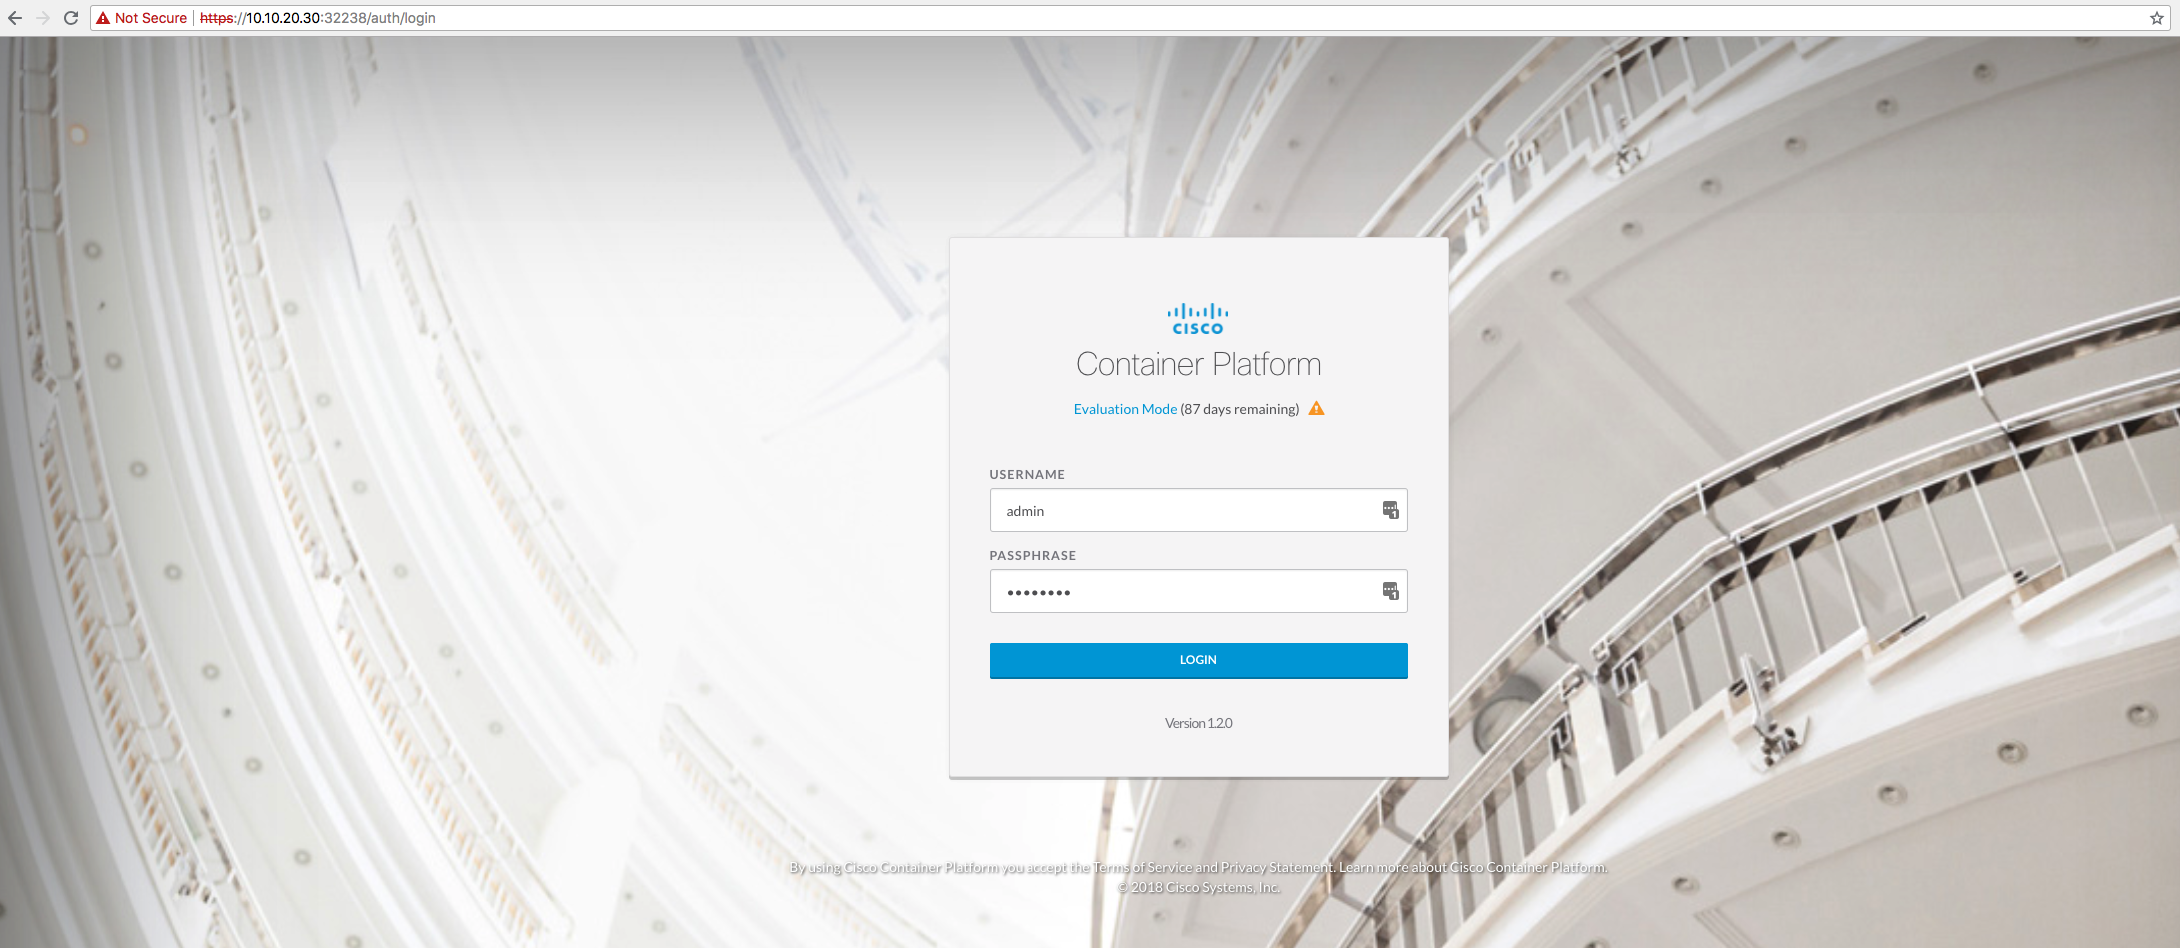 Not Secure https://10.10.20.30:32238/auth/login
CISCO
Container Platform
Evaluation Mode (87 days remaining)
USERNAME
admin
PASSPHRASE
••••••••
LOGIN
Version 1.2.0
By using Cisco Container Platform you accept the Terms of Service and Privacy Statement. Learn more about Cisco Container Platform.
© 2018 Cisco Systems, Inc.